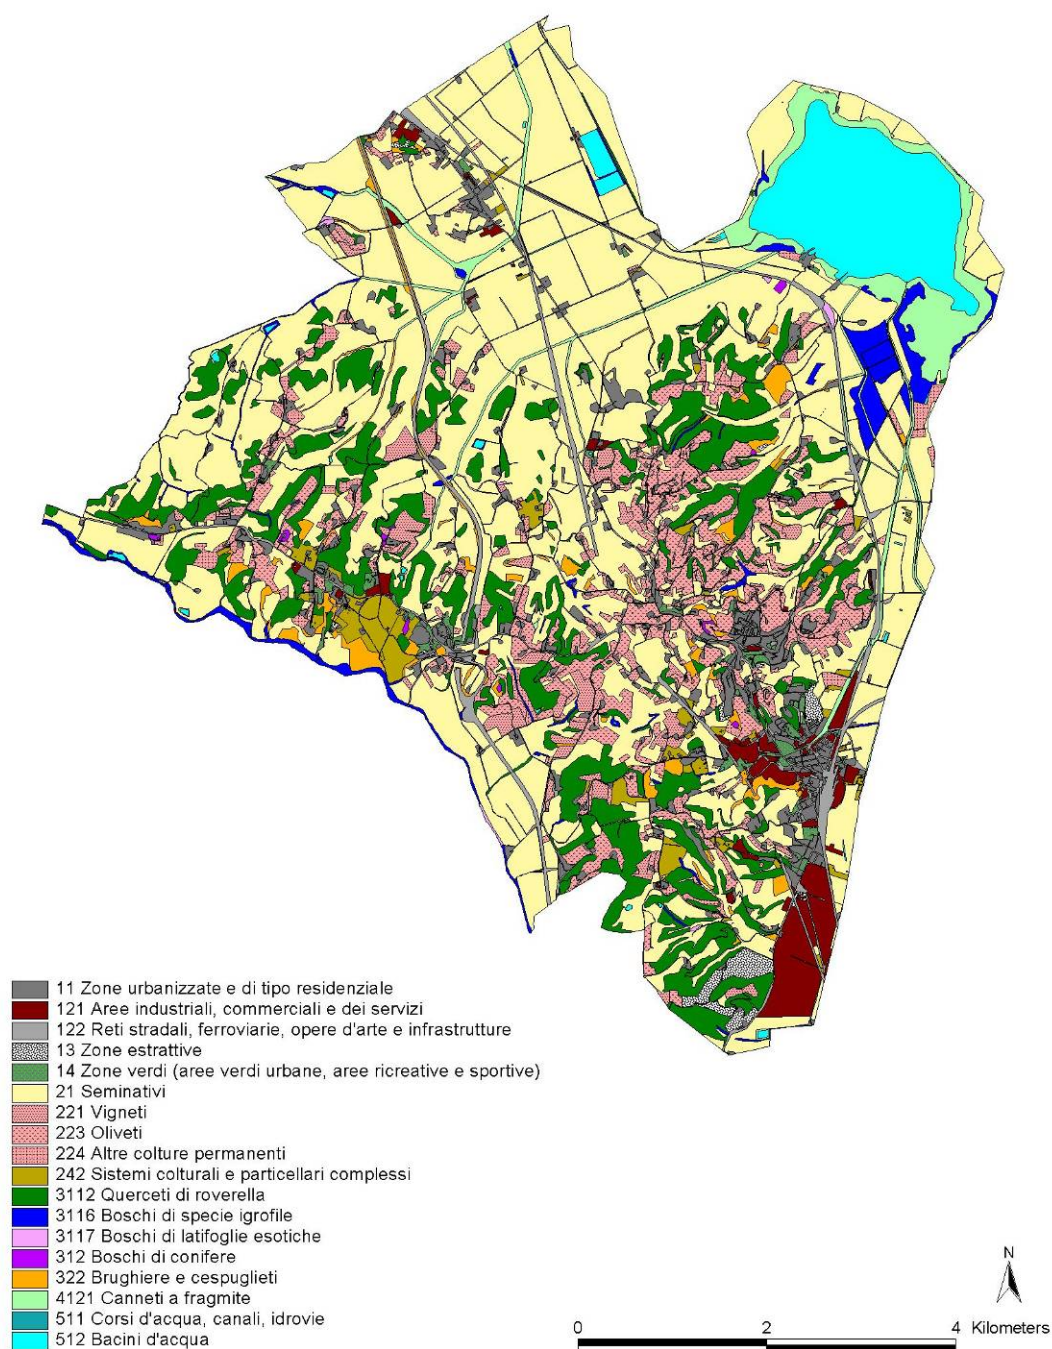 11 Zone urbanizzate e di tipo residenziale
121 Aree industriali, commerciali e dei servizi
122 Reti stradali, ferroviarie, opere d'arte e infrastrutture
13 Zone estrattive
14 Zone verdi (aree verdi urbane, aree ricreative e sportive)
21 Seminativi
221 Vigneti
223 Oliveti
224 Altre colture permanenti
242 Sistemi colturali e particellari complessi
3112 Querceti di roverella
3116 Boschi di specie igrofile
3117 Boschi di latifoglie esotiche
312 Boschi di conifere
322 Brughiere e cespuglieti
4121 Canneti a fragmite
511 Corsi d'acqua, canali, idrovie
512 Bacini d'acqua
N
0 2 4 Kilometers